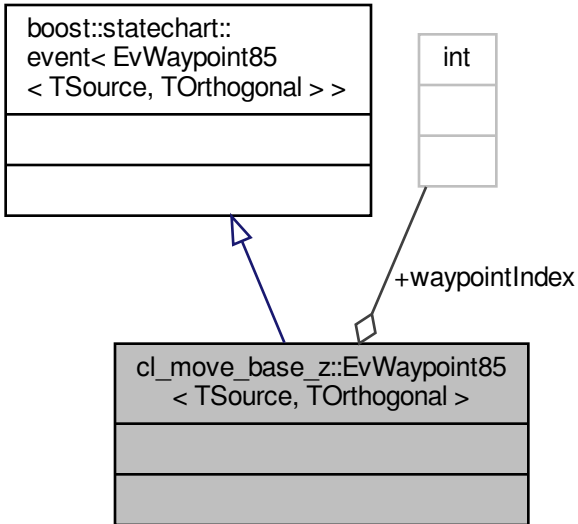 boost::statechart::
event< EvWaypoint85
< TSource, TOrthogonal > >
int
+waypointIndex
cl_move_base_z::EvWaypoint85
< TSource, TOrthogonal >